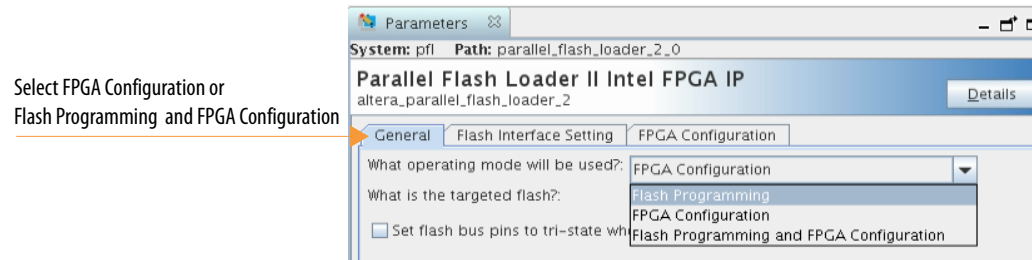 Parameters
System: pfl Path: parallel_flash_loader_2_0
Parallel Flash Loader II Intel FPGA IP
altera_parallel_flash_loader_2
Details
Select FPGA Configuration or
Flash Programming and FPGA Configuration
General Flash Interface Setting FPGA Configuration
What operating mode will be used?: FPGA Configuration
What is the targeted flash?: Flash Programming
FPGA Configuration
Set flash bus pins to tri-state Flash Programming and FPGA Configuration